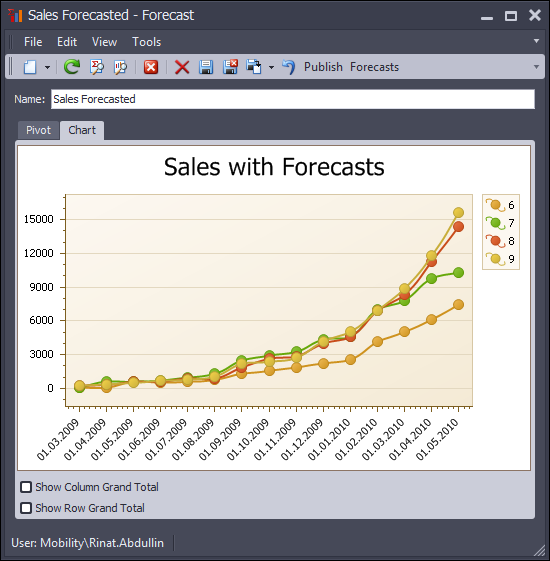 Sales Forecasted - Forecast
File Edit View Tools
Publish Forecasts
Name: Sales Forecasted
Pivot Chart
Sales with Forecasts
15000
12000
9000
6000
3000
0
6
7
8
9
01.03.2009 01.04.2009 01.05.2009 01.06.2009 01.07.2009 01.08.2009 01.09.2009 01.10.2009 01.11.2009 01.12.2009 01.01.2010 01.02.2010 01.03.2010 01.04.2010 01.05.2010
Show Column Grand Total
Show Row Grand Total
User: Mobility\Rinat.Abdullin